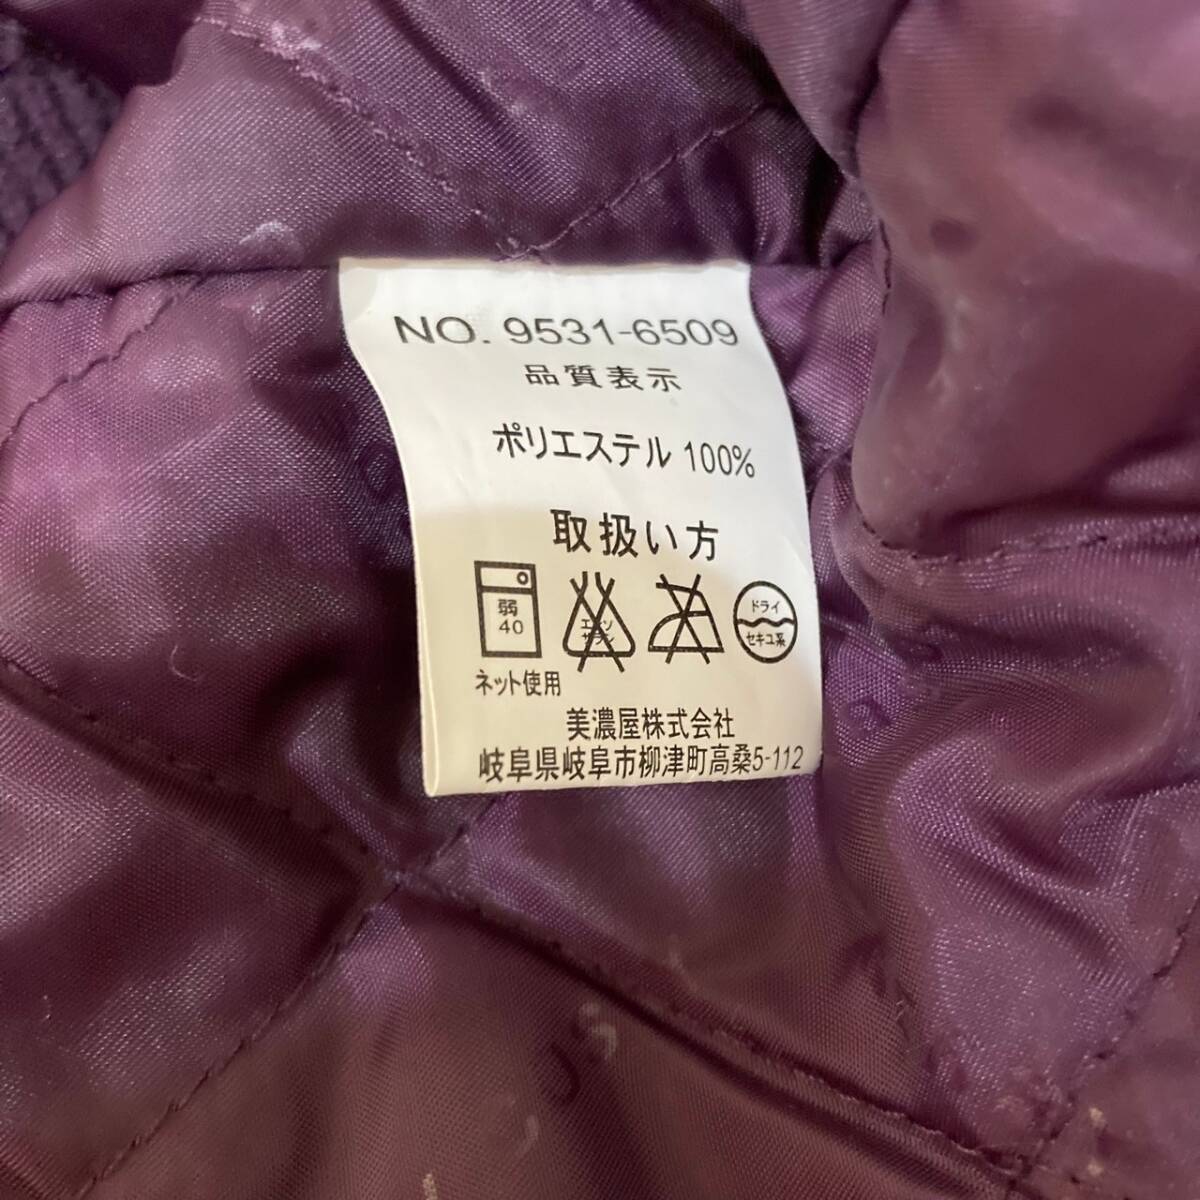 NO. 9531-6509
品質表示
ポリエステル 100%
取扱い方
弱
40
エンソ
サラシ
ドライ
セキユ系
ネット使用
美濃屋株式会社
岐阜県岐阜市柳津町高桑5-112